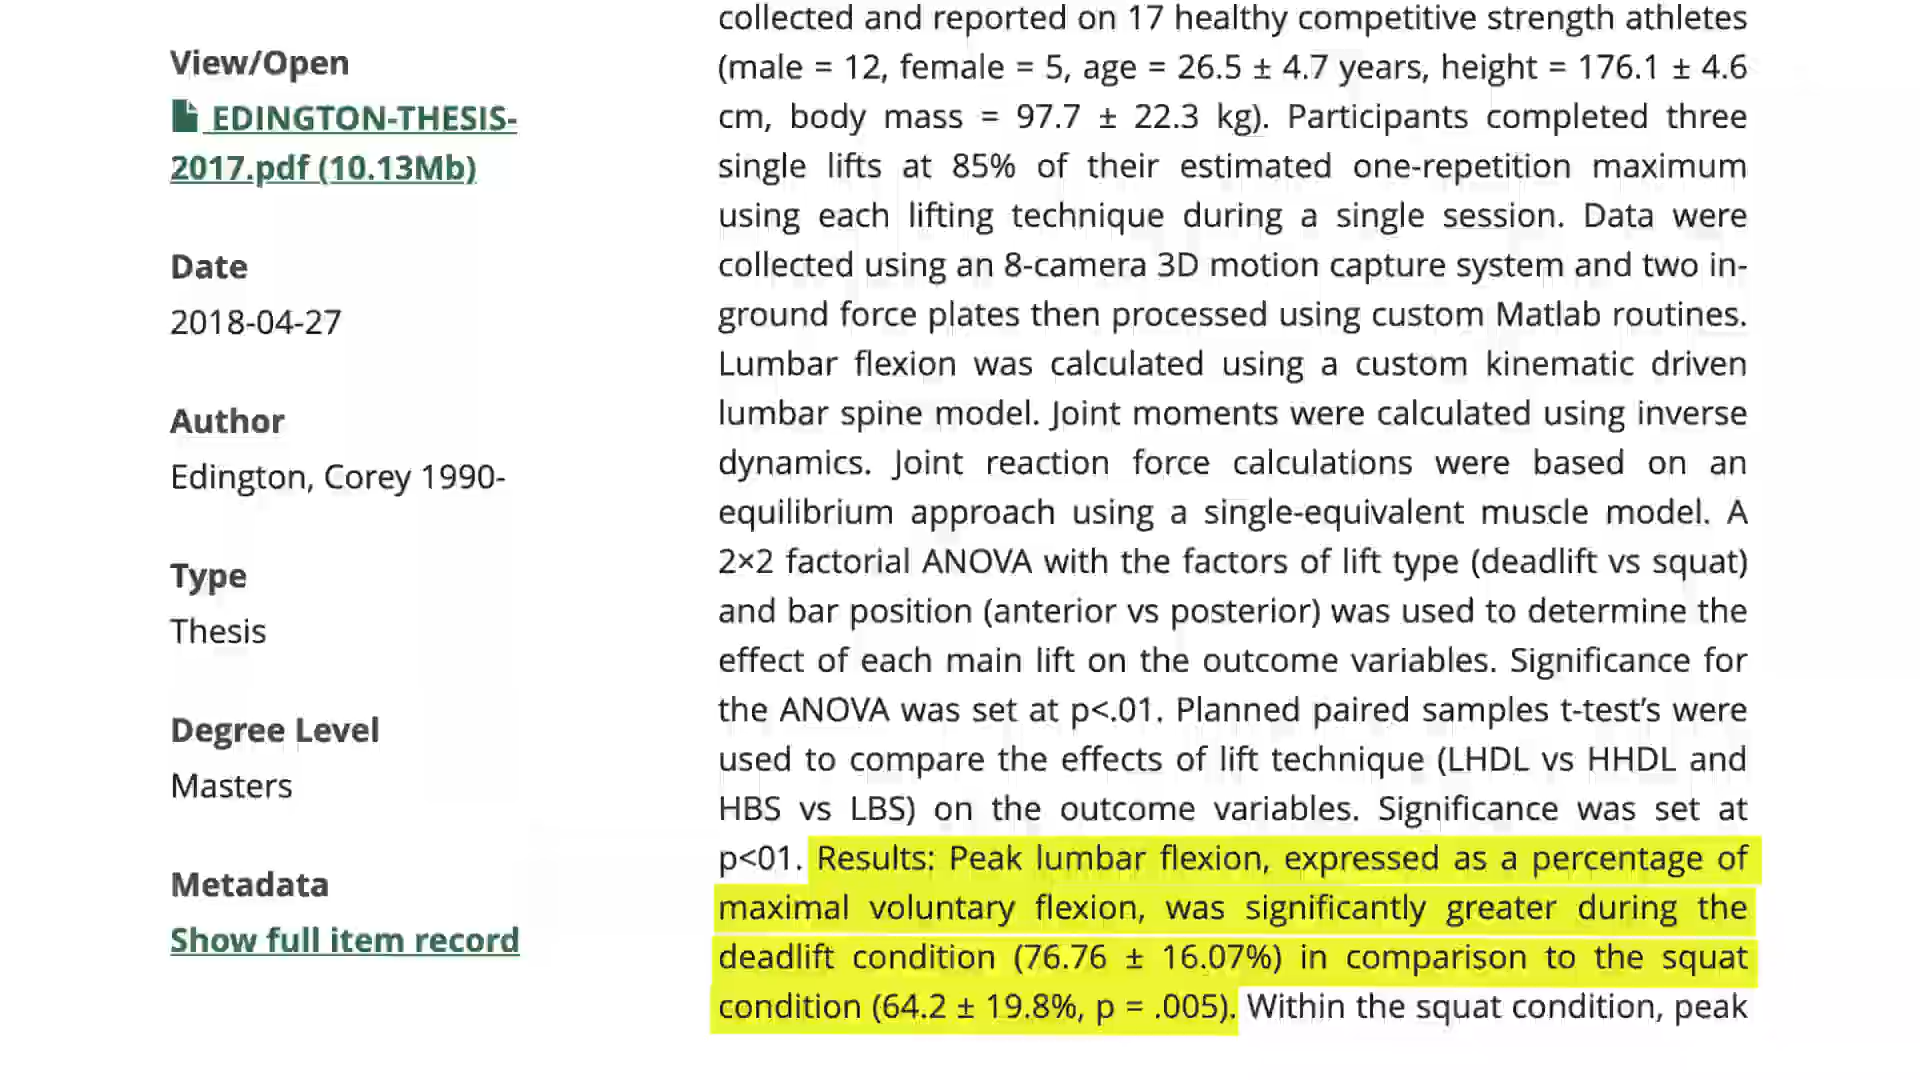 View/Open
EDINGTON-THESIS-
2017.pdf (10.13Mb)
Date
2018-04-27
Author
Edington, Corey 1990-
Type
Thesis
Degree Level
Masters
Metadata
Show full item record
collected and reported on 17 healthy competitive strength athletes
(male = 12, female = 5, age = 26.5 ± 4.7 years, height = 176.1 ± 4.6
cm, body mass = 97.7 ± 22.3 kg). Participants completed three
single lifts at 85% of their estimated one-repetition maximum
using each lifting technique during a single session. Data were
collected using an 8-camera 3D motion capture system and two in-
ground force plates then processed using custom Matlab routines.
Lumbar flexion was calculated using a custom kinematic driven
lumbar spine model. Joint moments were calculated using inverse
dynamics. Joint reaction force calculations were based on an
equilibrium approach using a single-equivalent muscle model. A
2×2 factorial ANOVA with the factors of lift type (deadlift vs squat)
and bar position (anterior vs posterior) was used to determine the
effect of each main lift on the outcome variables. Significance for
the ANOVA was set at p<.01. Planned paired samples t-test’s were
used to compare the effects of lift technique (LHDL vs HHDL and
HBS vs LBS) on the outcome variables. Significance was set at
p<01. Results: Peak lumbar flexion, expressed as a percentage of
maximal voluntary flexion, was significantly greater during the
deadlift condition (76.76 ± 16.07%) in comparison to the squat
condition (64.2 ± 19.8%, p = .005). Within the squat condition, peak